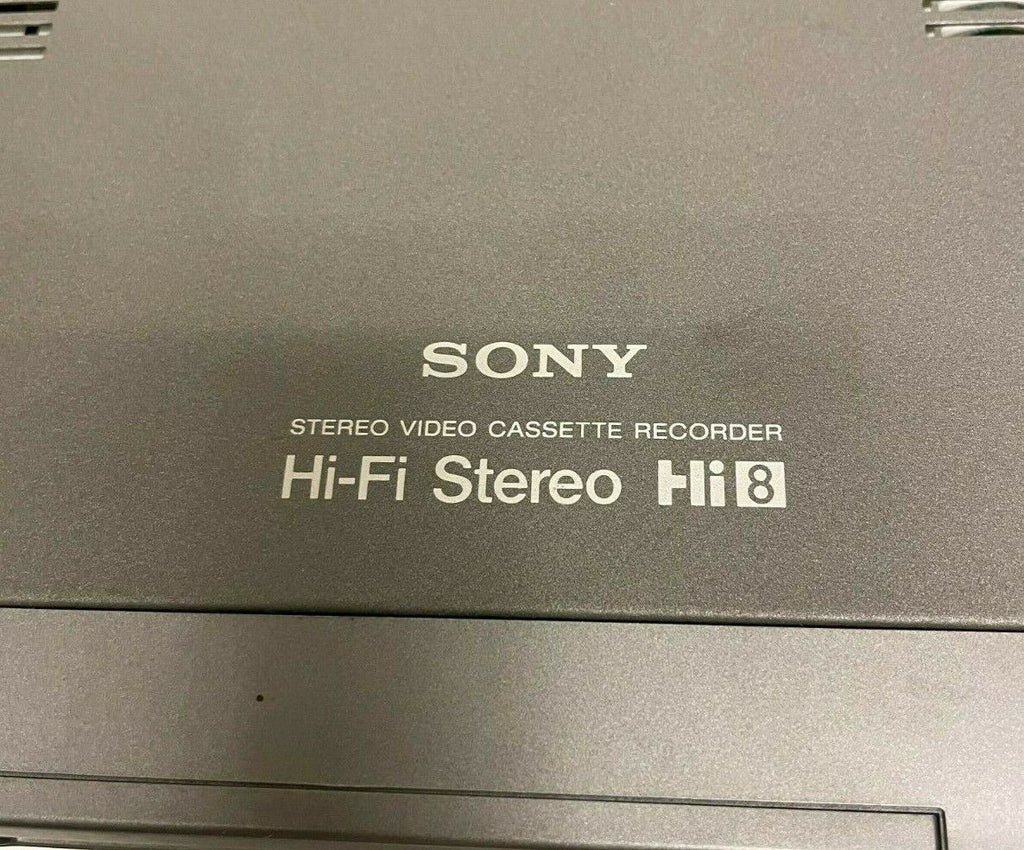 SONY
STEREO VIDEO CASSETTE RECORDER
Hi-Fi Stereo Hi8